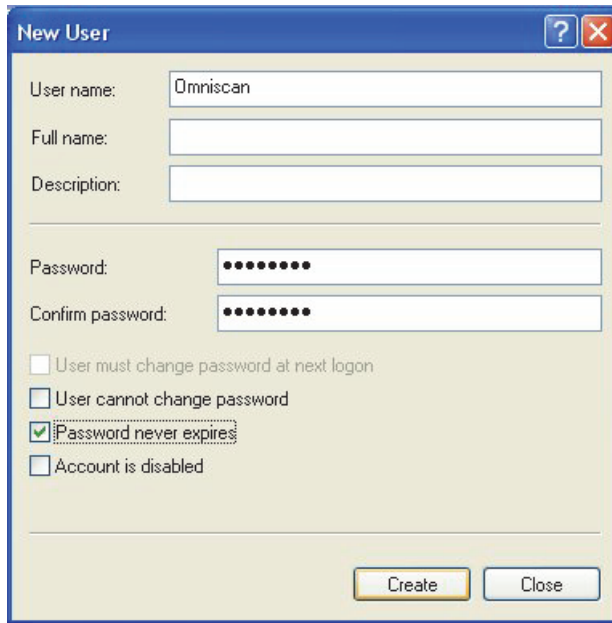 New User
User name: Omniscan
Full name:
Description:
Password: ●●●●●●●●
Confirm password: ●●●●●●●●
User must change password at next logon
User cannot change password
Password never expires
Account is disabled
Create Close